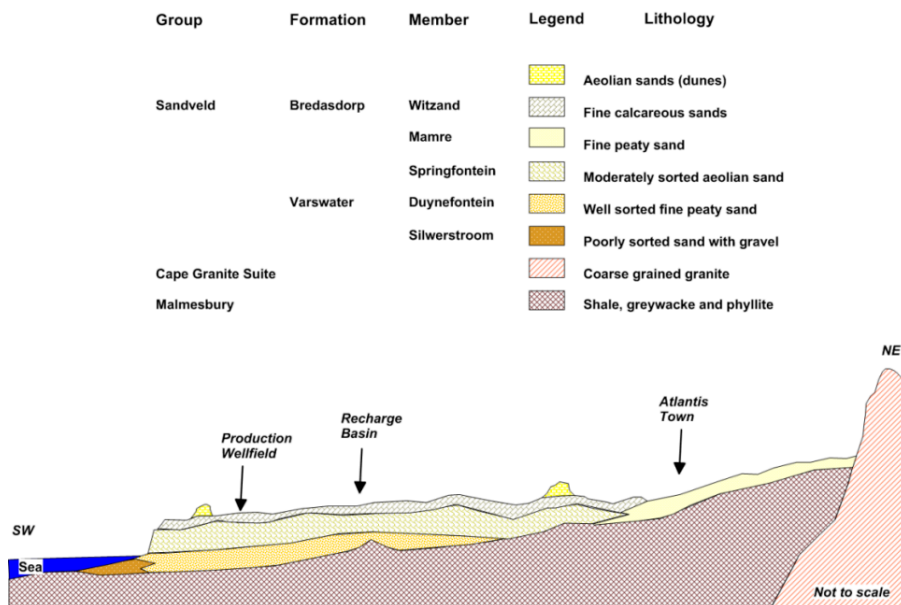 Group Formation Member Legend Lithology
Aeolian sands (dunes)
Sandveld Bredasdorp Witzand Fine calcareous sands
Mamre Fine peaty sand
Springfontein Moderately sorted aeolian sand
Varswater Duynefontein Well sorted fine peaty sand
Silwerstroom Poorly sorted sand with gravel
Cape Granite Suite Coarse grained granite
Malmesbury Shale, greywacke and phyllite
NE
Atlantis
Town
Recharge
Basin
Production
Wellfield
SW
Sea
Not to scale